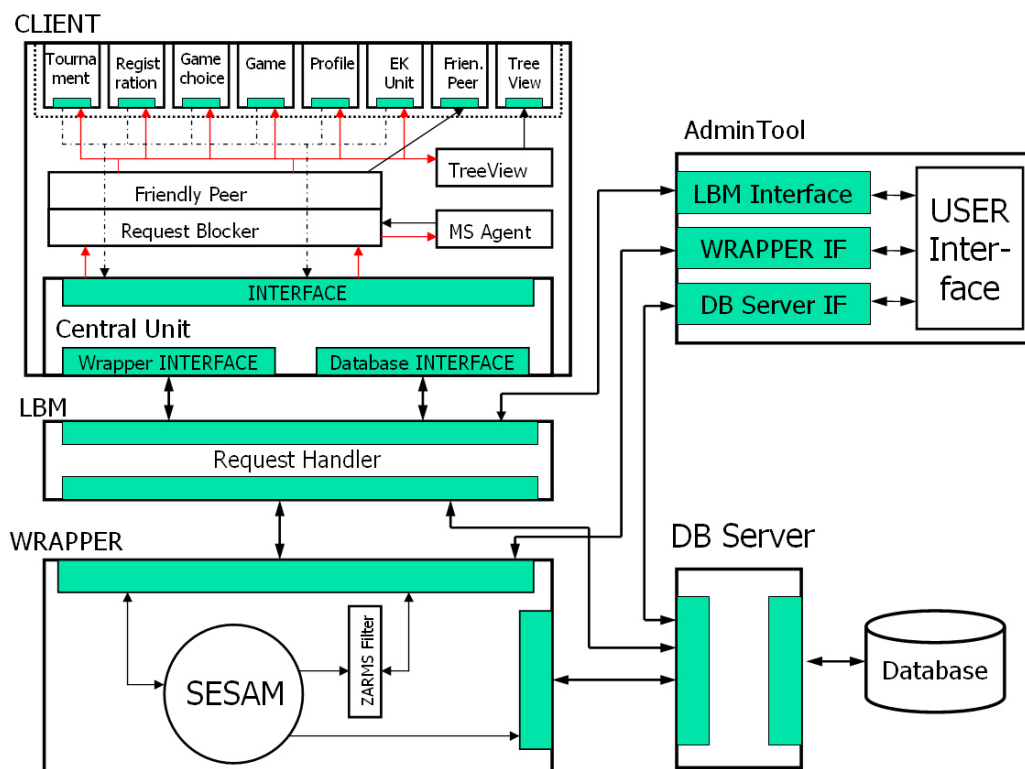 CLIENT
Tourna
ment
Regist
ration
Game
choice
Game
Profile
EK
Unit
Frien.
Peer
Tree
View
TreeView
Friendly Peer
Request Blocker
MS Agent
INTERFACE
Central Unit
Wrapper INTERFACE
Database INTERFACE
LBM
Request Handler
WRAPPER
SESAM
ZARMS Filter
AdminTool
LBM Interface
WRAPPER IF
DB Server IF
USER
Inter-
face
DB Server
Database